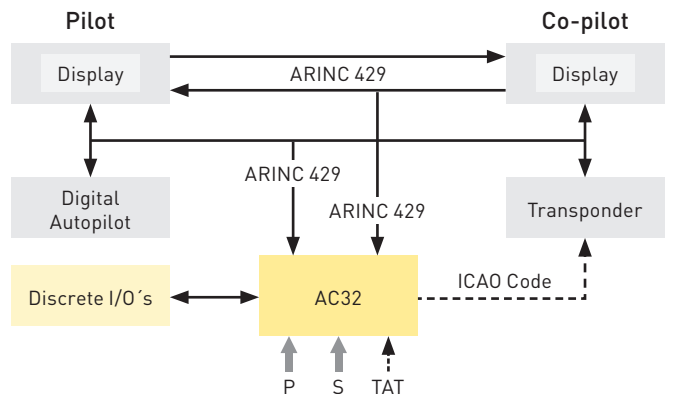 Pilot
Co-pilot
Display
ARINC 429
Display
ARINC 429
ARINC 429
Digital
Autopilot
Transponder
ICAO Code
Discrete I/O´s
AC32
P
S
TAT